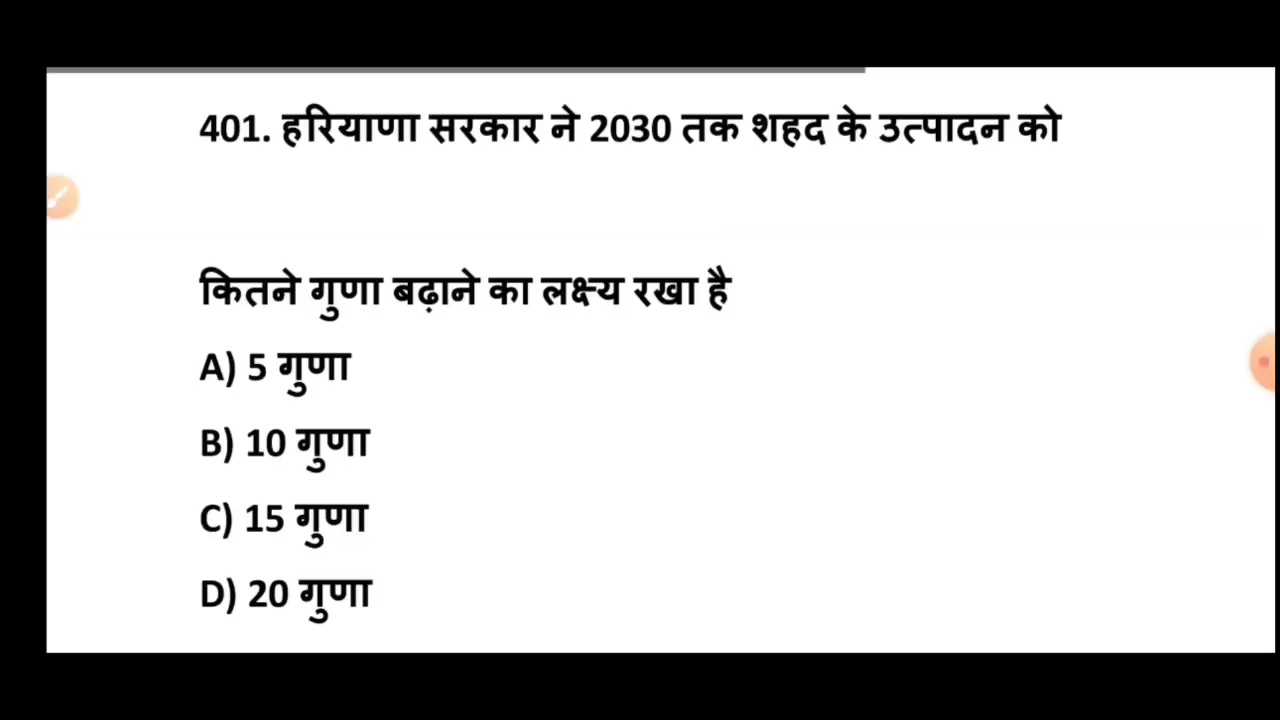 401. हरियाणा सरकार ने 2030 तक शहद के उत्पादन को
कितने गुणा बढ़ाने का लक्ष्य रखा है
A) 5 गुणा
B) 10 गुणा
C) 15 गुणा
D) 20 गुणा